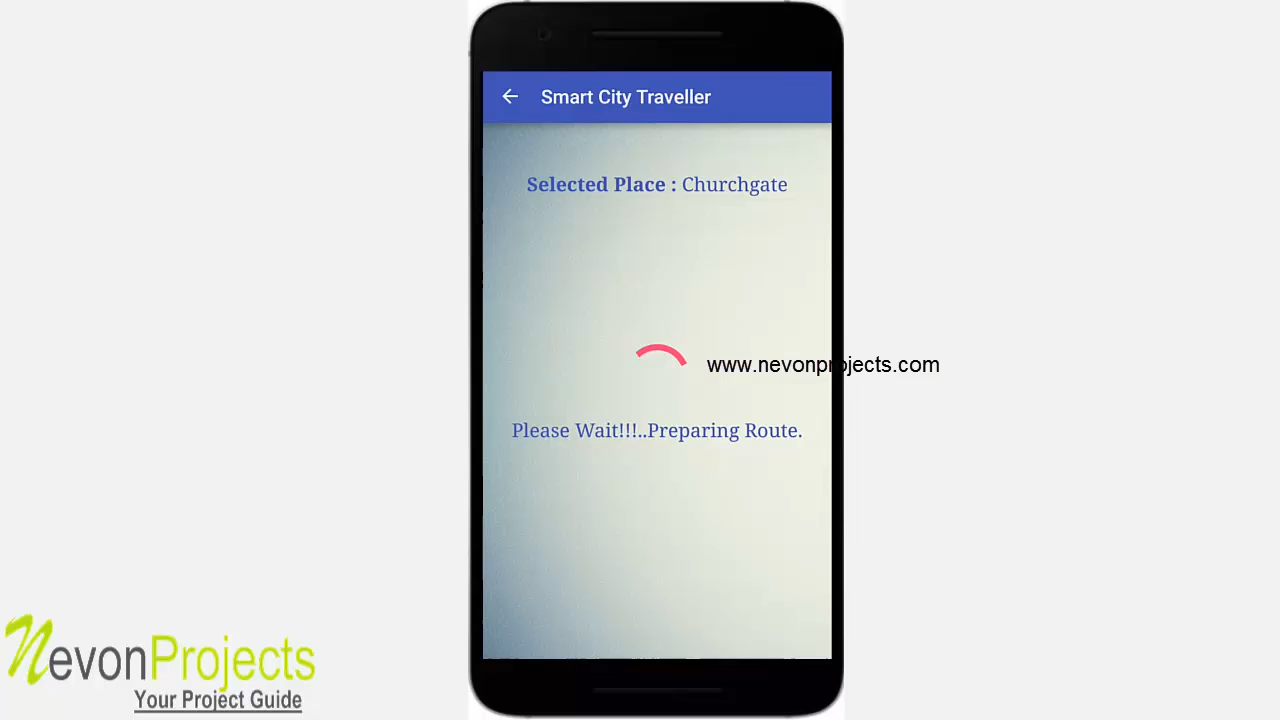 Smart City Traveller
Selected Place : Churchgate
www.nevonprojects.com
Please Wait!!!..Preparing Route.
NevonProjects
Your Project Guide